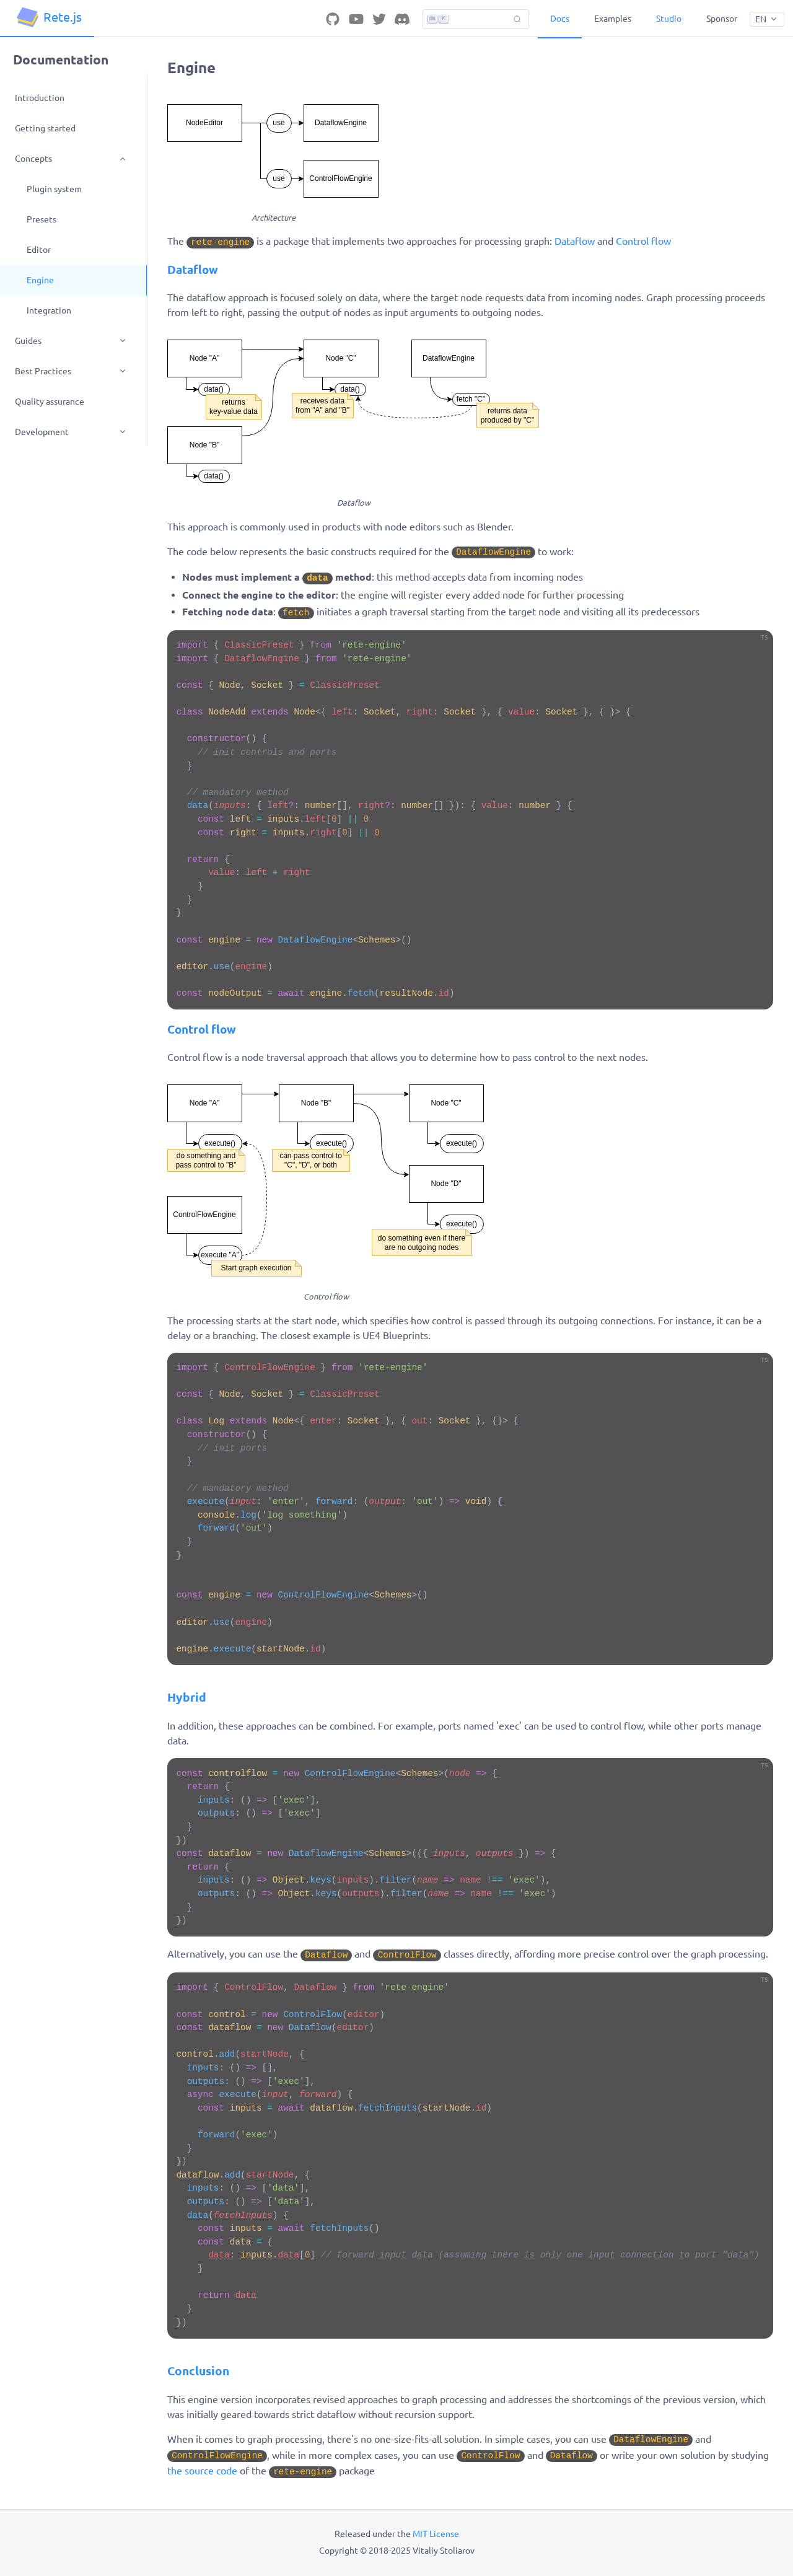 Rete.js
Docs
Examples
Studio
Sponsor
EN
Documentation
Introduction
Getting started
Concepts
Plugin system
Presets
Editor
Engine
Integration
Guides
Best Practices
Quality assurance
Development
Engine
NodeEditor
use
DataflowEngine
use
ControlFlowEngine
Architecture
The rete-engine is a package that implements two approaches for processing graph: Dataflow and Control flow
Dataflow
The dataflow approach is focused solely on data, where the target node requests data from incoming nodes. Graph processing proceeds
from left to right, passing the output of nodes as input arguments to outgoing nodes.
Node "A"
Node "C"
DataflowEngine
data()
data()
fetch "C"
returns
key-value data
receives data
from "A" and "B"
returns data
produced by "C"
Node "B"
data()
Dataflow
This approach is commonly used in products with node editors such as Blender.
The code below represents the basic constructs required for the DataflowEngine to work:
• Nodes must implement a data method: this method accepts data from incoming nodes
• Connect the engine to the editor: the engine will register every added node for further processing
• Fetching node data: fetch initiates a graph traversal starting from the target node and visiting all its predecessors
TS
import { ClassicPreset } from 'rete-engine'
import { DataflowEngine } from 'rete-engine'
const { Node, Socket } = ClassicPreset
class NodeAdd extends Node<{ left: Socket, right: Socket }, { value: Socket }, { }> {
constructor() {
// init controls and ports
}
// mandatory method
data(inputs: { left?: number[], right?: number[] }): { value: number } {
const left = inputs.left[0] || 0
const right = inputs.right[0] || 0
return {
value: left + right
}
}
}
const engine = new DataflowEngine<Schemes>()
editor.use(engine)
const nodeOutput = await engine.fetch(resultNode.id)
Control flow
Control flow is a node traversal approach that allows you to determine how to pass control to the next nodes.
Node "A"
Node "B"
Node "C"
execute()
execute()
execute()
do something and
pass control to "B"
can pass control to
"C", "D", or both
Node "D"
ControlFlowEngine
execute()
do something even if there
are no outgoing nodes
execute "A"
Start graph execution
Control flow
The processing starts at the start node, which specifies how control is passed through its outgoing connections. For instance, it can be a
delay or a branching. The closest example is UE4 Blueprints.
TS
import { ControlFlowEngine } from 'rete-engine'
const { Node, Socket } = ClassicPreset
class Log extends Node<{ enter: Socket }, { out: Socket }, {}> {
constructor() {
// init ports
}
// mandatory method
execute(input: 'enter', forward: (output: 'out') => void) {
console.log('log something')
forward('out')
}
}
const engine = new ControlFlowEngine<Schemes>()
editor.use(engine)
engine.execute(startNode.id)
Hybrid
In addition, these approaches can be combined. For example, ports named 'exec' can be used to control flow, while other ports manage
data.
TS
const controlflow = new ControlFlowEngine<Schemes>(node => {
return {
inputs: () => ['exec'],
outputs: () => ['exec']
}
})
const dataflow = new DataflowEngine<Schemes>(({ inputs, outputs }) => {
return {
inputs: () => Object.keys(inputs).filter(name => name !== 'exec'),
outputs: () => Object.keys(outputs).filter(name => name !== 'exec')
}
})
Alternatively, you can use the Dataflow and ControlFlow classes directly, affording more precise control over the graph processing.
TS
import { ControlFlow, Dataflow } from 'rete-engine'
const control = new ControlFlow(editor)
const dataflow = new Dataflow(editor)
control.add(startNode, {
inputs: () => [],
outputs: () => ['exec'],
async execute(input, forward) {
const inputs = await dataflow.fetchInputs(startNode.id)
forward('exec')
}
})
dataflow.add(startNode, {
inputs: () => ['data'],
outputs: () => ['data'],
data(fetchInputs) {
const inputs = await fetchInputs()
const data = {
data: inputs.data[0] // forward input data (assuming there is only one input connection to port "data")
}
return data
}
})
Conclusion
This engine version incorporates revised approaches to graph processing and addresses the shortcomings of the previous version, which
was initially geared towards strict dataflow without recursion support.
When it comes to graph processing, there's no one-size-fits-all solution. In simple cases, you can use DataflowEngine and
ControlFlowEngine, while in more complex cases, you can use ControlFlow and Dataflow or write your own solution by studying
the source code of the rete-engine package
Released under the MIT License
Copyright © 2018-2025 Vitaliy Stoliarov